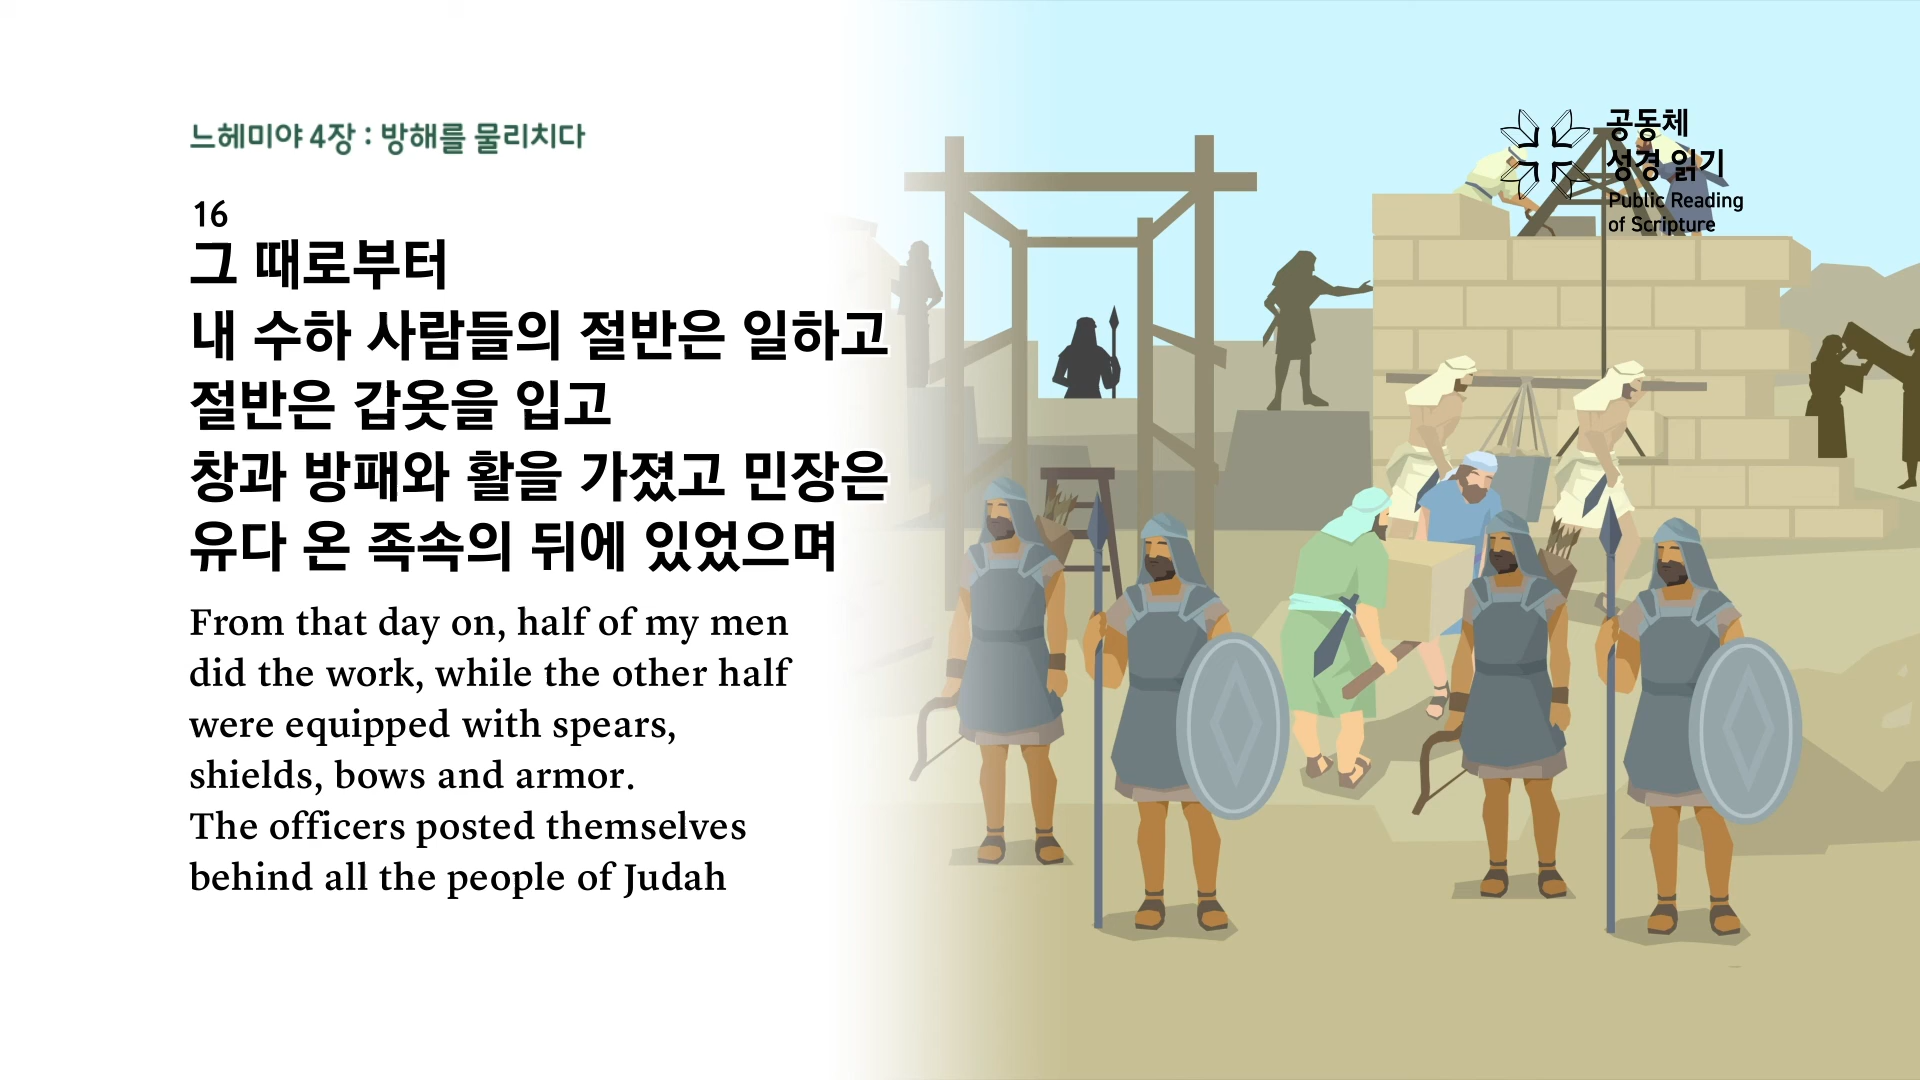 느헤미야 4장 : 방해를 물리치다
16
그 때로부터
내 수하 사람들의 절반은 일하고
절반은 갑옷을 입고
창과 방패와 활을 가졌고 민장은
유다 온 족속의 뒤에 있었으며
From that day on, half of my men
did the work, while the other half
were equipped with spears,
shields, bows and armor.
The officers posted themselves
behind all the people of Judah
공동체
성경 읽기
Public Reading
of Scripture